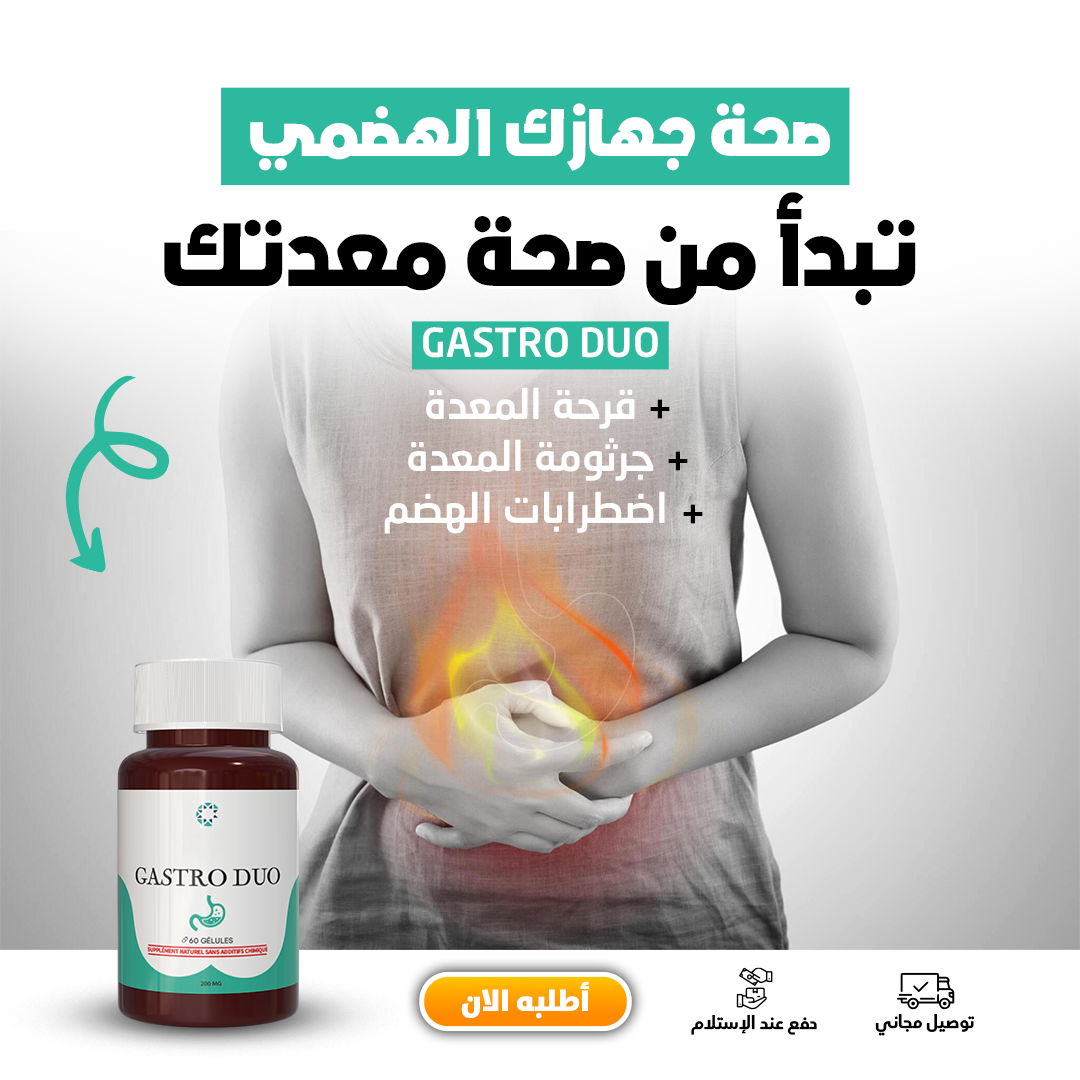 صحة جهازك الهضمي
تبدأ من صحة معدتك
GASTRO DUO
+ قرحة المعدة
+ جرثومة المعدة
+ اضطرابات الهضم
GASTRO DUO
60 GÉLULES
SUPPLÉMENT NATUREL SANS ADDITIFS CHIMIQUE
200 MG
أطلبه الان
دفع عند الإستلام
توصيل مجاني